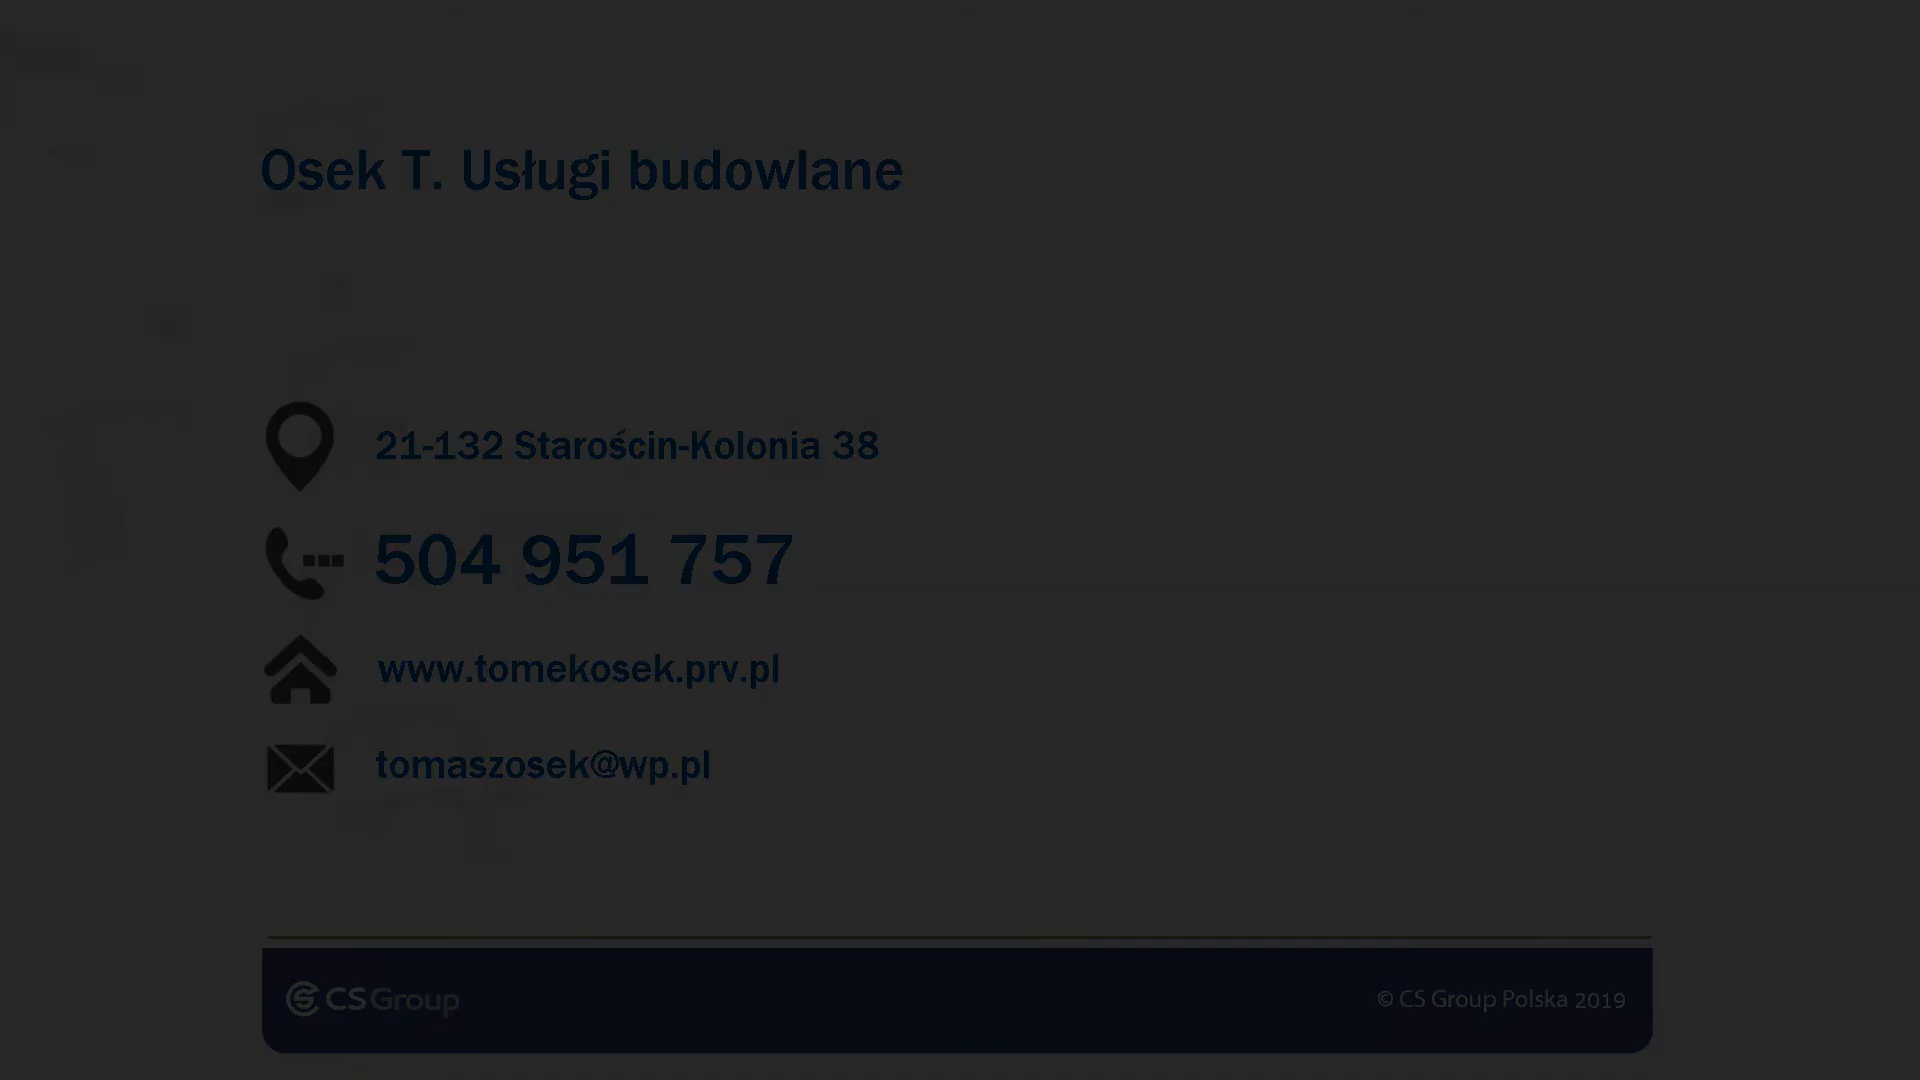 Osek T. Usługi budowlane
21-132 Starościn-Kolonia 38
504 951 757
www.tomekosek.prv.pl
tomaszosek@wp.pl
CS Group
© CS Group Polska 2019